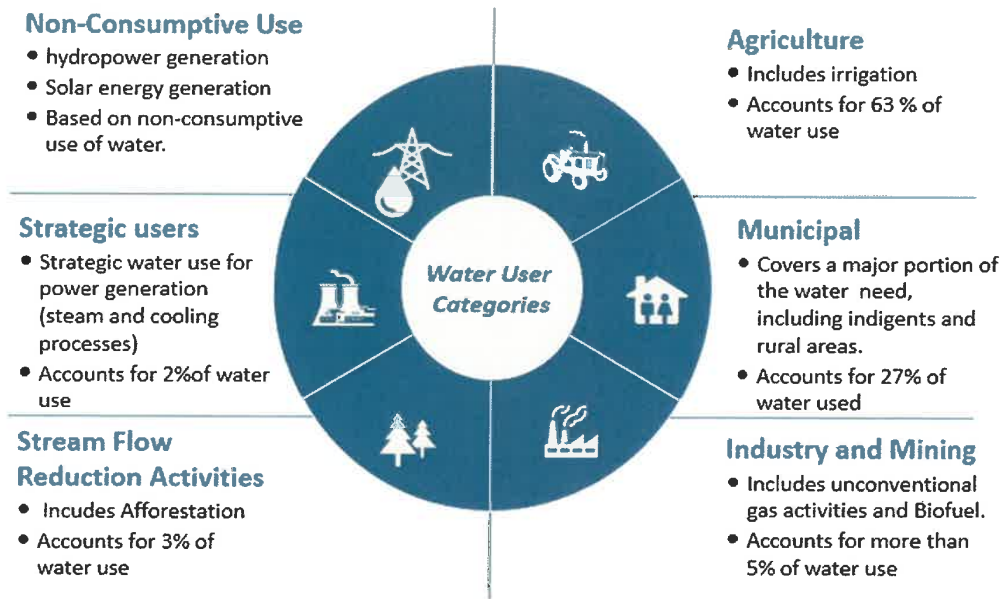 Non-Consumptive Use
• hydropower generation
• Solar energy generation
• Based on non-consumptive
use of water.
Agriculture
• Includes irrigation
• Accounts for 63 % of
water use
Strategic users
• Strategic water use for
power generation
(steam and cooling
processes)
• Accounts for 2%of water
use
Water User
Categories
Municipal
• Covers a major portion of
the water need,
including indigents and
rural areas.
• Accounts for 27% of
water used
Stream Flow
Reduction Activities
• Incudes Afforestation
• Accounts for 3% of
water use
Industry and Mining
• Includes unconventional
gas activities and Biofuel.
• Accounts for more than
5% of water use